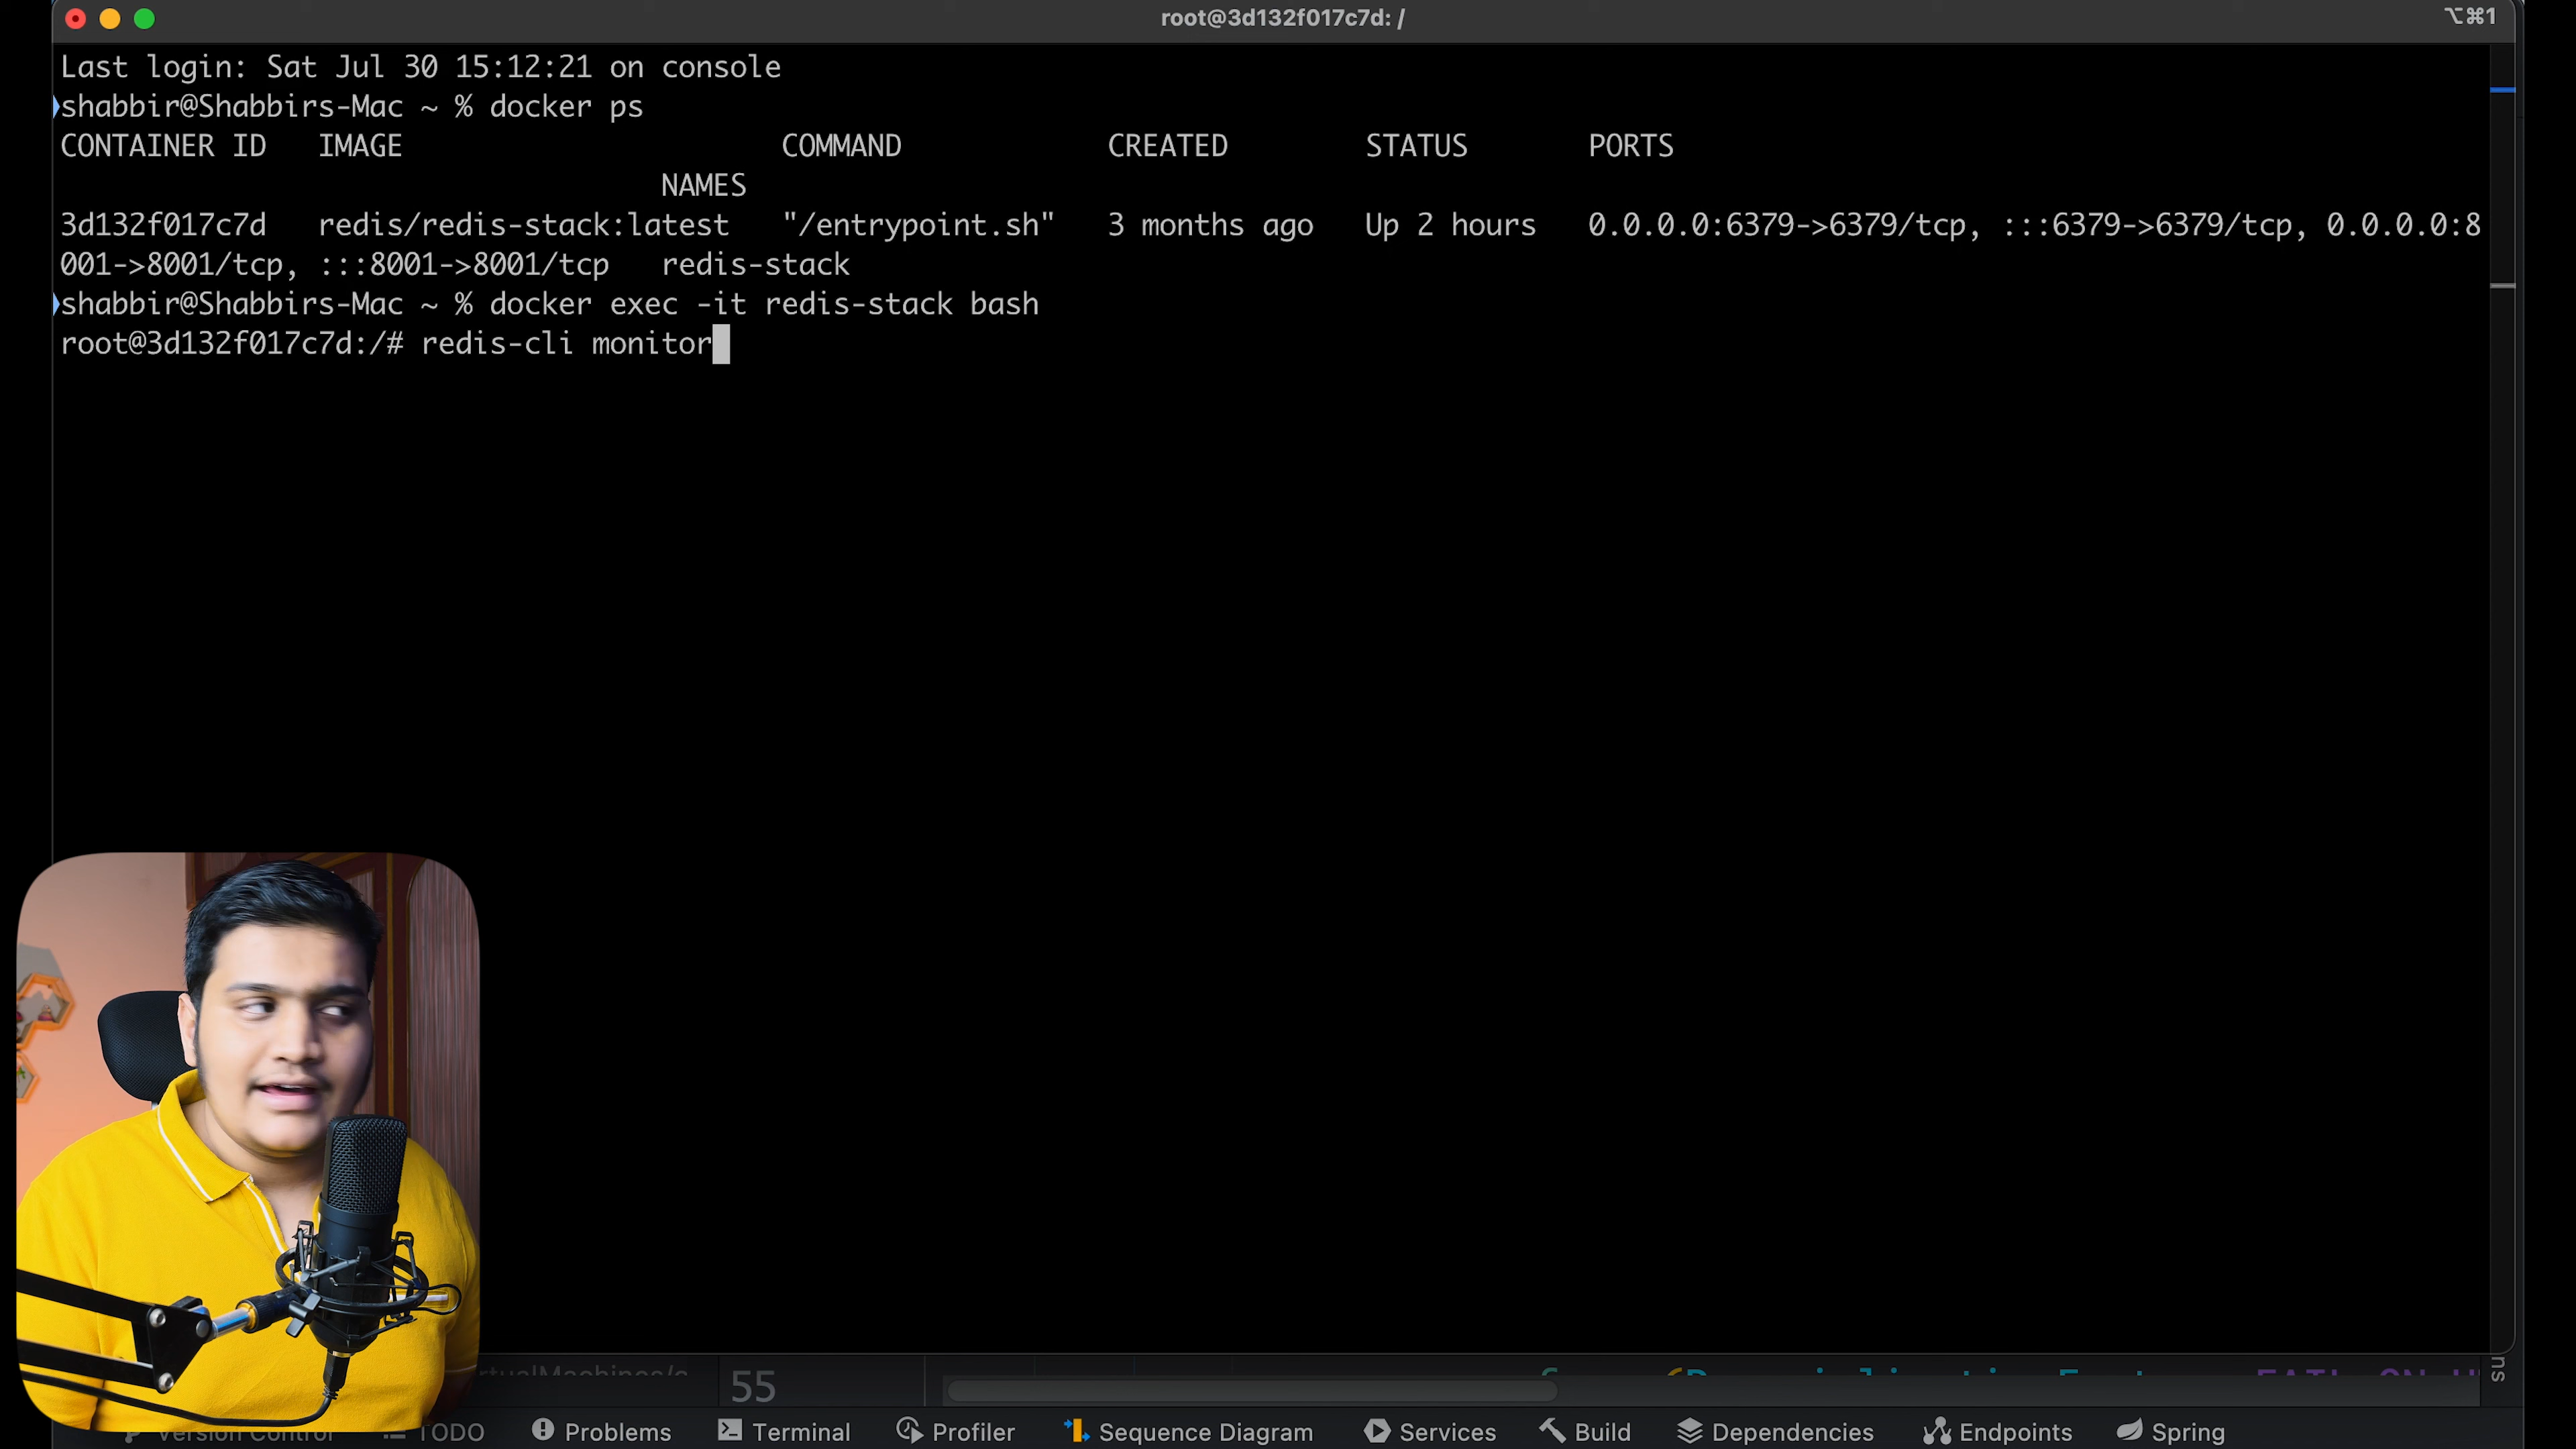 root@3d132f017c7d: /
⌥⌘1
Last login: Sat Jul 30 15:12:21 on console
shabbir@Shabbirs-Mac ~ % docker ps
CONTAINER ID   IMAGE                      COMMAND            CREATED        STATUS       PORTS
NAMES
3d132f017c7d   redis/redis-stack:latest   "/entrypoint.sh"   3 months ago   Up 2 hours   0.0.0.0:6379->6379/tcp, :::6379->6379/tcp, 0.0.0.0:8
001->8001/tcp, :::8001->8001/tcp   redis-stack
shabbir@Shabbirs-Mac ~ % docker exec -it redis-stack bash
root@3d132f017c7d:/# redis-cli monitor
55
Version Control TODO Problems Terminal Profiler Sequence Diagram Services Build Dependencies Endpoints Spring